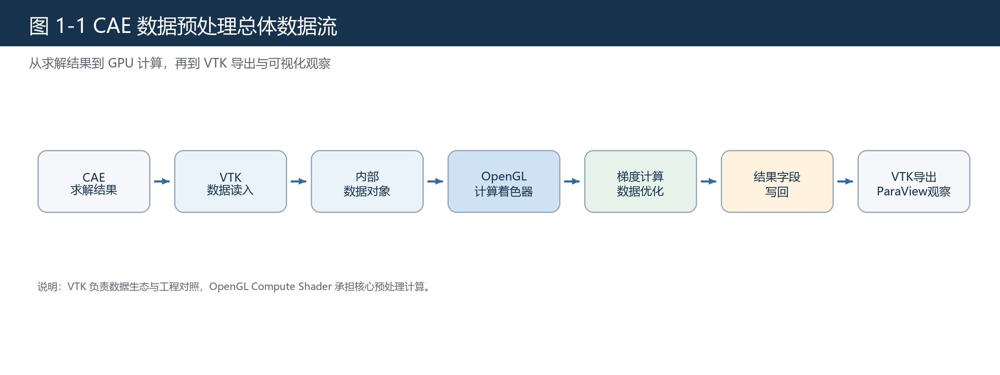 图 1-1 CAE 数据预处理总体数据流
从求解结果到 GPU 计算，再到 VTK 导出与可视化观察
CAE
求解结果
VTK
数据读入
内部
数据对象
OpenGL
计算着色器
梯度计算
数据优化
结果字段
写回
VTK导出
ParaView观察
说明：VTK 负责数据生态与工程对照，OpenGL Compute Shader 承担核心预处理计算。